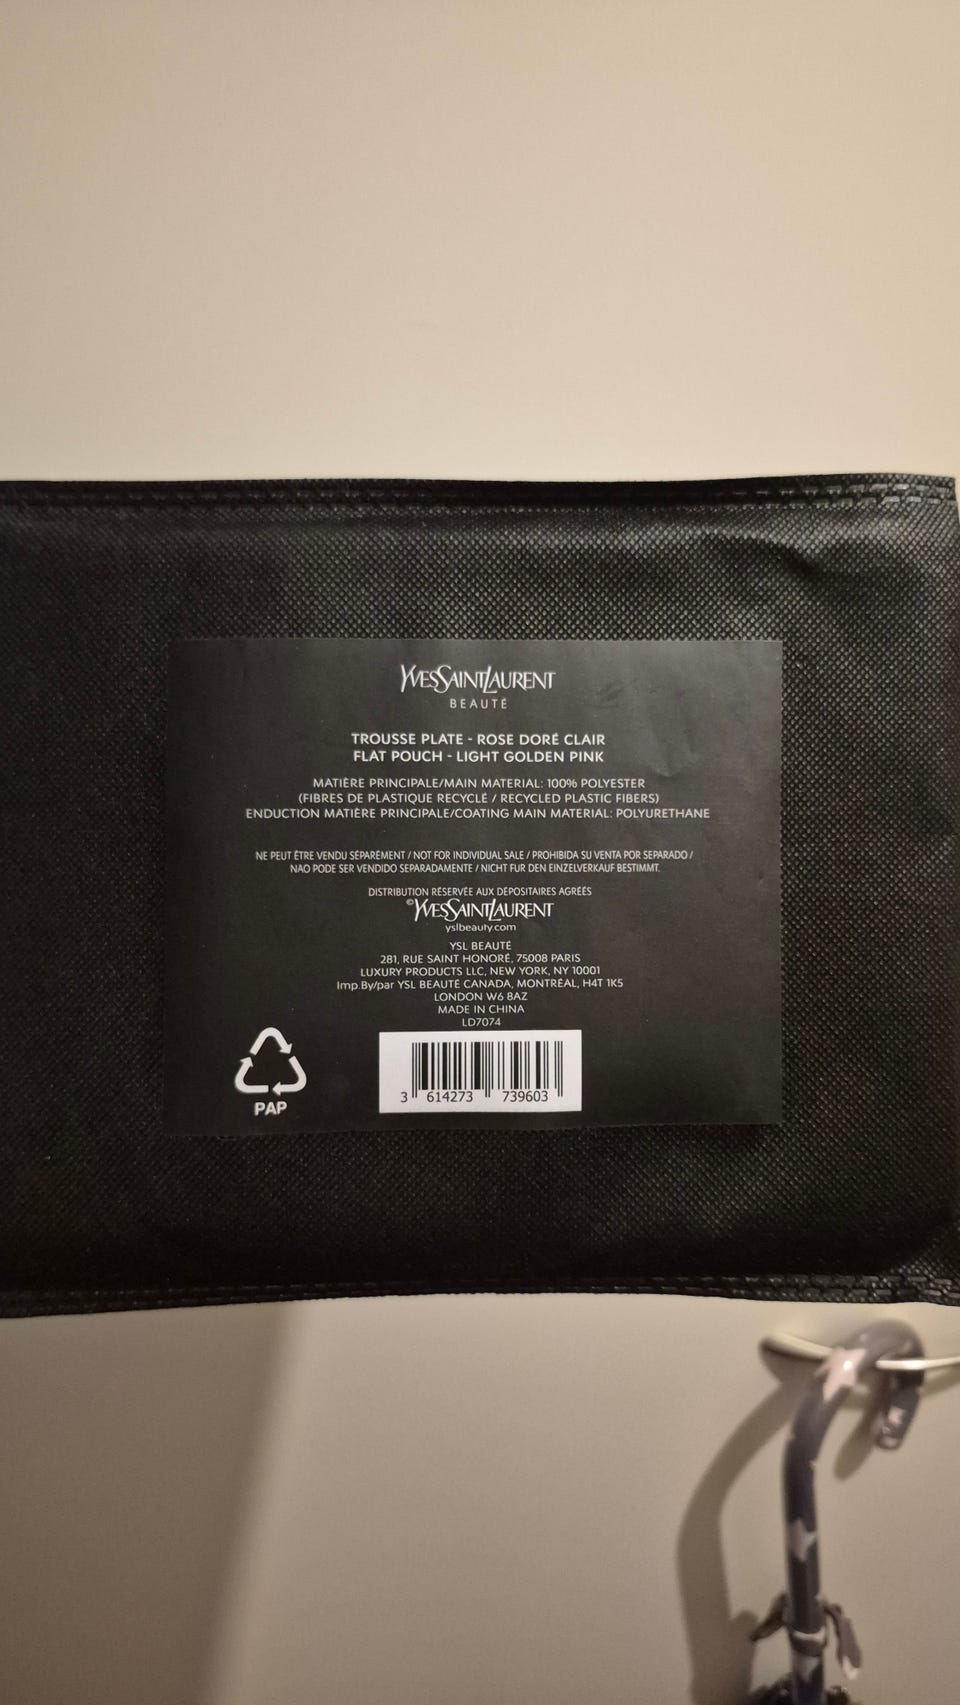 YVESSAINTLAURENT
BEAUTÉ
TROUSSE PLATE - ROSE DORÉ CLAIR
FLAT POUCH - LIGHT GOLDEN PINK
MATIÈRE PRINCIPALE/MAIN MATERIAL: 100% POLYESTER
(FIBRES DE PLASTIQUE RECYCLÉ / RECYCLED PLASTIC FIBERS)
ENDUCTION MATIÈRE PRINCIPALE/COATING MAIN MATERIAL: POLYURETHANE
NE PEUT ÊTRE VENDU SÉPARÉMENT / NOT FOR INDIVIDUAL SALE / PROHIBIDA SU VENTA POR SEPARADO /
NAO PODE SER VENDIDO SEPARADAMENTE / NICHT FUR DEN EINZELVERKAUF BESTIMMT.
DISTRIBUTION RÉSERVÉE AUX DÉPOSITAIRES AGRÉÉS
©YVESSAINTLAURENT
yslbeauty.com
YSL BEAUTÉ
281, RUE SAINT HONORÉ, 75008 PARIS
LUXURY PRODUCTS LLC, NEW YORK, NY 10001
Imp.By/par YSL BEAUTÉ CANADA, MONTRÉAL, H4T 1K5
LONDON W6 8AZ
MADE IN CHINA
LD7074
PAP
3 614273 739603